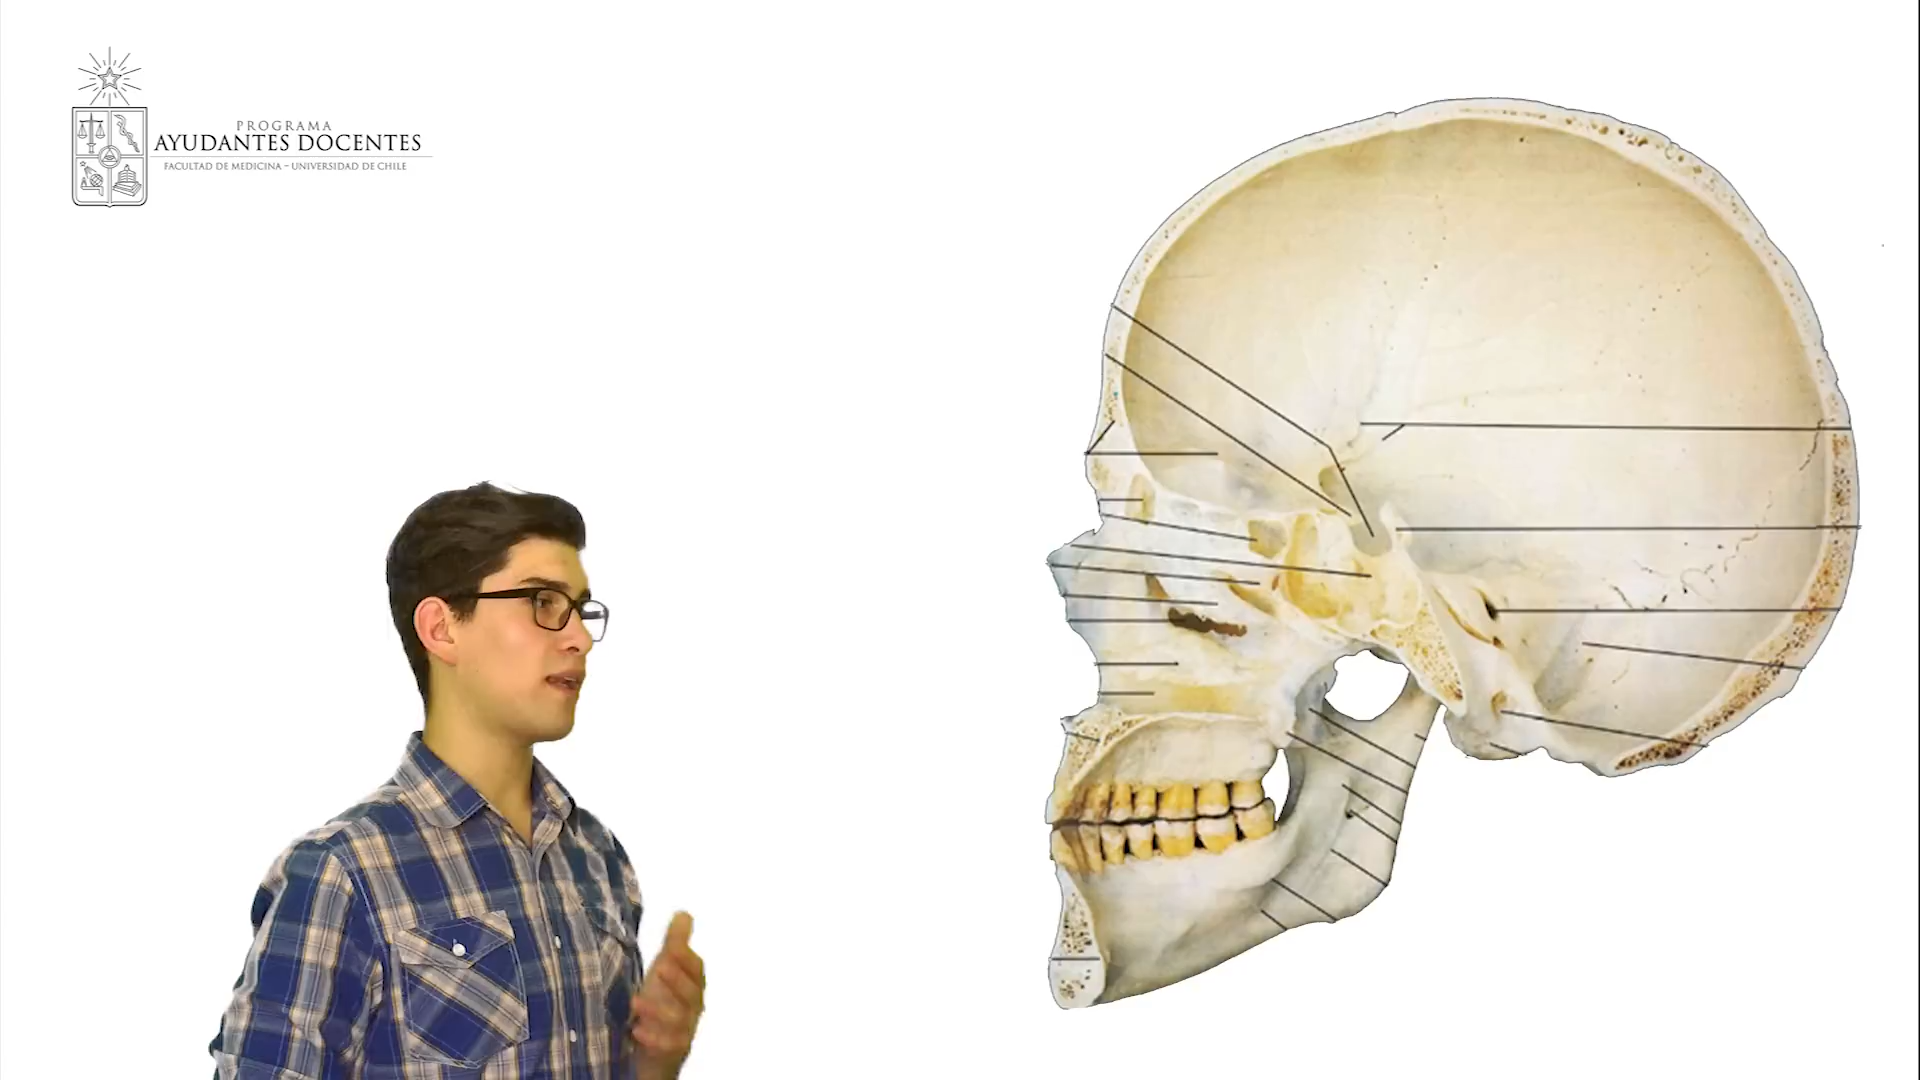 PROGRAMA
AYUDANTES DOCENTES
FACULTAD DE MEDICINA – UNIVERSIDAD DE CHILE